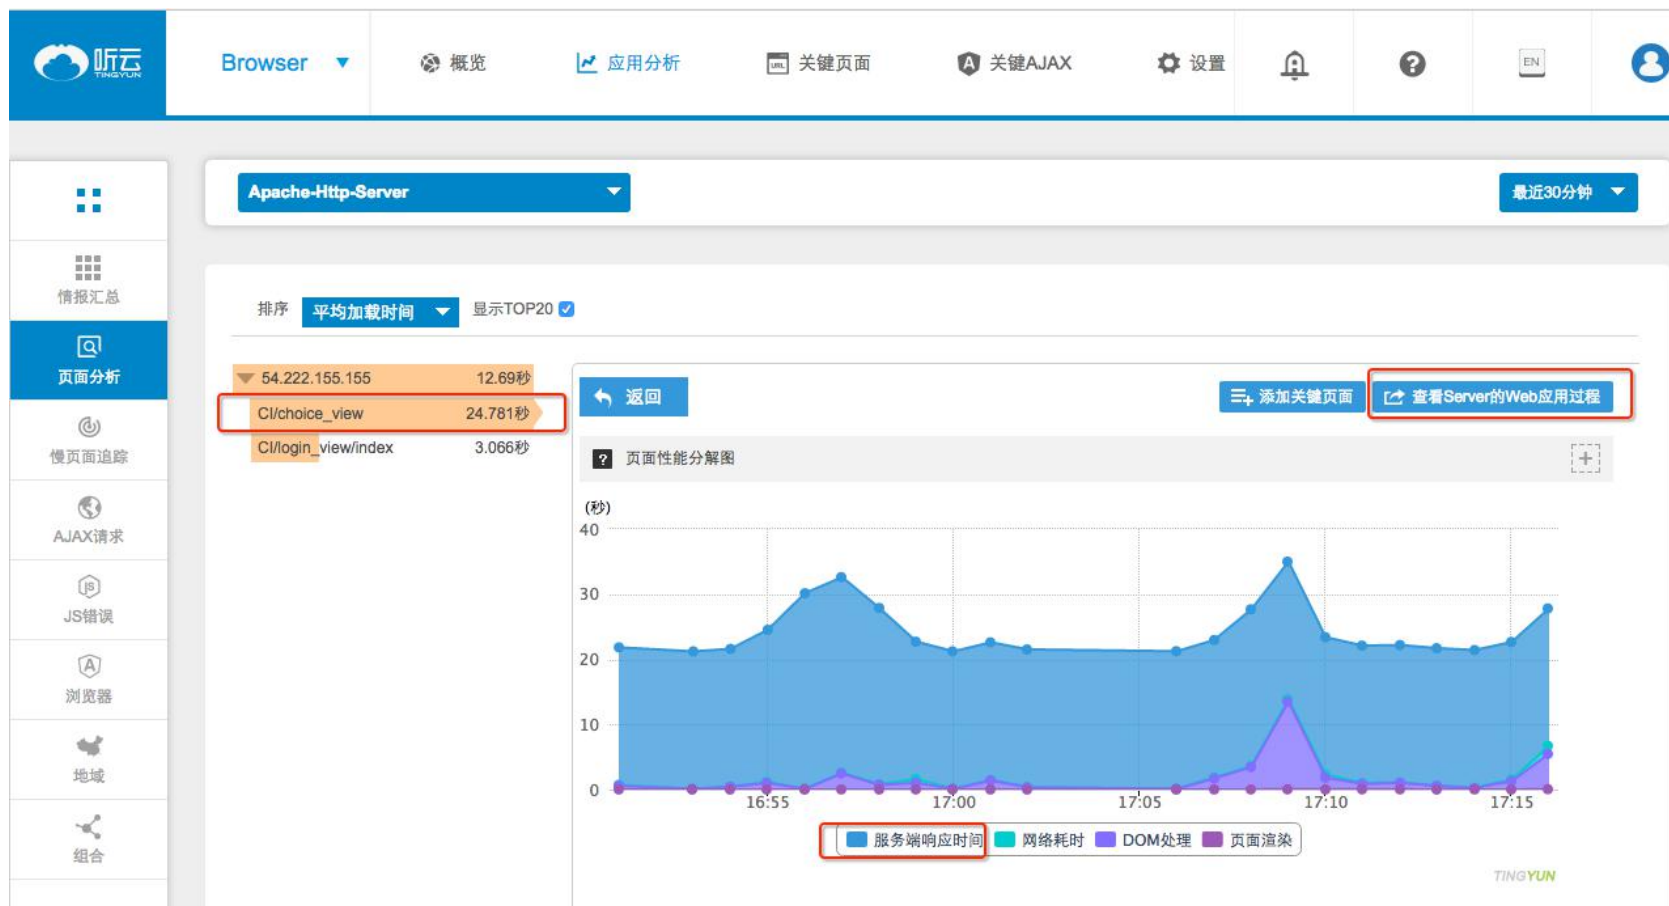 听云
TINGYUN
Browser
概览
应用分析
URL
关键页面
A
关键AJAX
设置
?
EN
Apache-Http-Server
最近30分钟
情报汇总
页面分析
慢页面追踪
AJAX请求
JS
JS错误
A
浏览器
地域
组合
排序
平均加载时间
显示TOP20
54.222.155.155 12.69秒
CI/choice_view 24.781秒
CI/login_view/index 3.066秒
返回
添加关键页面
查看Server的Web应用过程
? 页面性能分解图
+
(秒)
40
30
20
10
0
16:55 17:00 17:05 17:10 17:15
服务端响应时间 网络耗时 DOM处理 页面渲染
TINGYUN